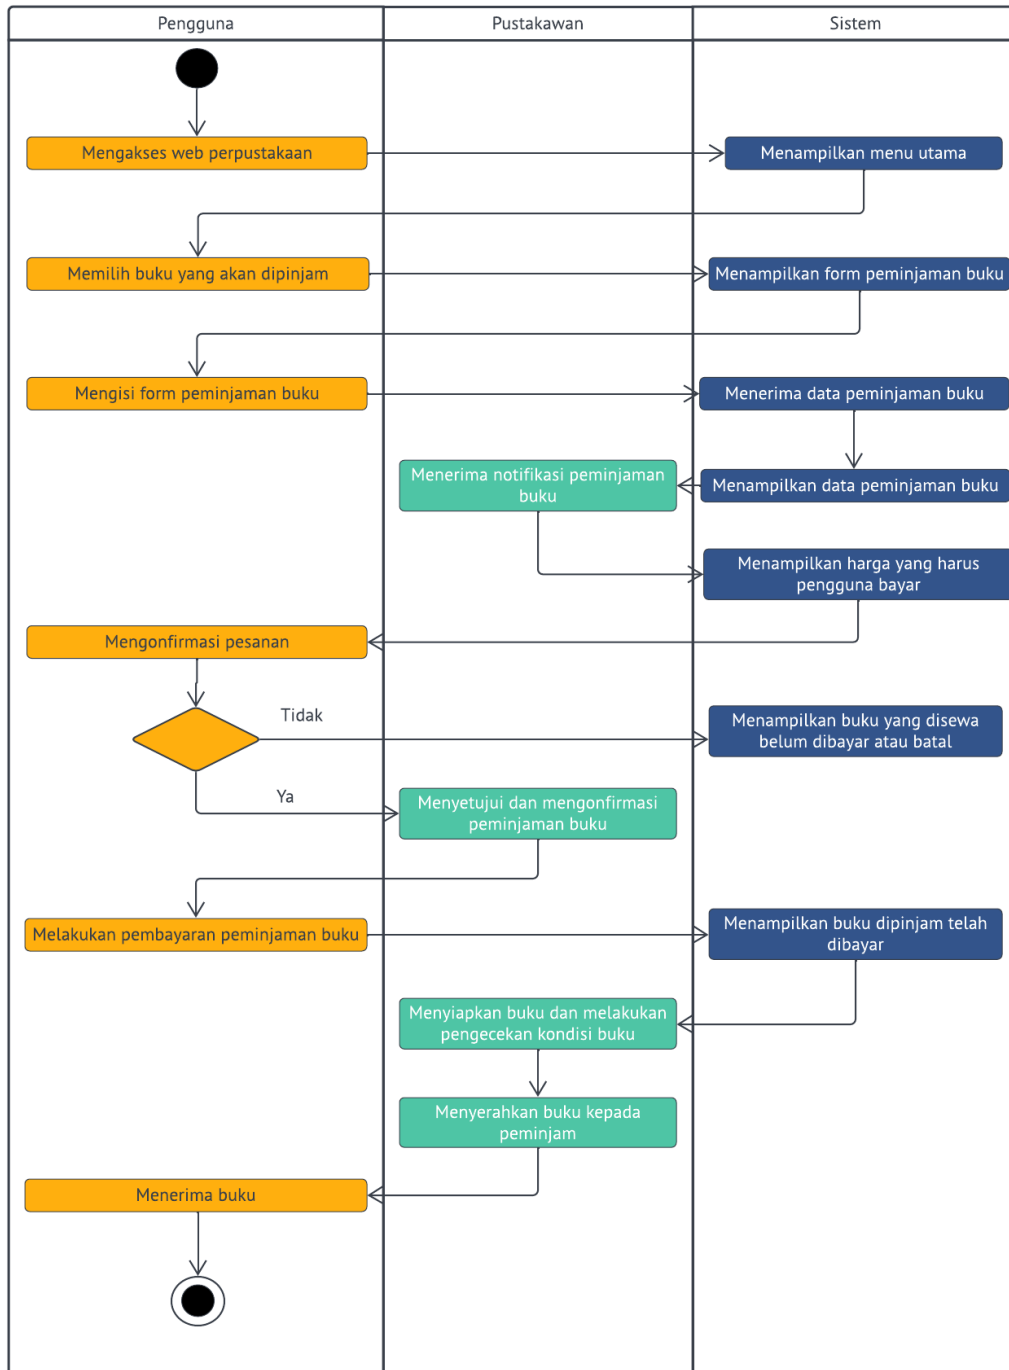 Pengguna
Pustakawan
Sistem
Mengakses web perpustakaan
Menampilkan menu utama
Memilih buku yang akan dipinjam
Menampilkan form peminjaman buku
Mengisi form peminjaman buku
Menerima data peminjaman buku
Menerima notifikasi peminjaman
buku
Menampilkan data peminjaman buku
Menampilkan harga yang harus
pengguna bayar
Mengonfirmasi pesanan
Tidak
Menampilkan buku yang disewa
belum dibayar atau batal
Ya
Menyetujui dan mengonfirmasi
peminjaman buku
Melakukan pembayaran peminjaman buku
Menampilkan buku dipinjam telah
dibayar
Menyiapkan buku dan melakukan
pengecekan kondisi buku
Menyerahkan buku kepada
peminjam
Menerima buku